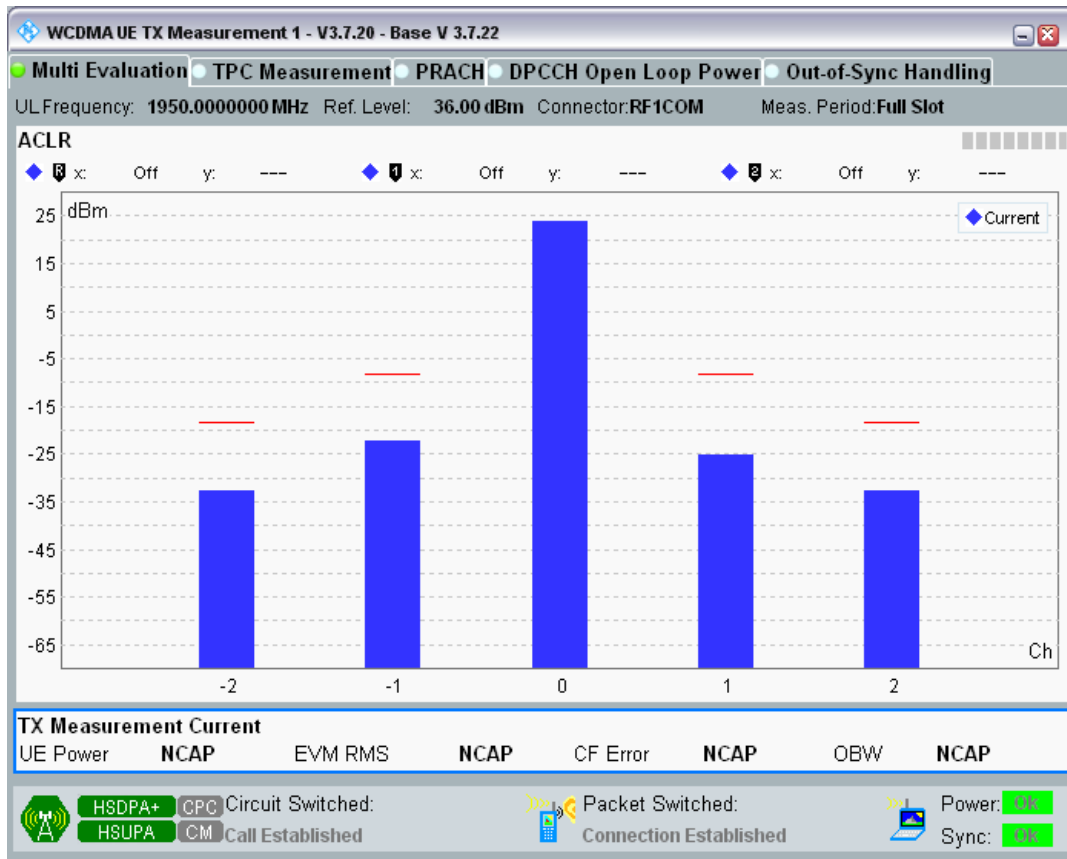 WCDMA UE TX Measurement 1 - V3.7.20 - Base V 3.7.22
Multi Evaluation TPC Measurement PRACH DPCCH Open Loop Power Out-of-Sync Handling
UL Frequency: 1950.0000000 MHz Ref. Level: 36.00 dBm Connector:RF1COM Meas. Period:Full Slot
ACLR
R x: Off y: --- 1 x: Off y: --- 2 x: Off y: ---
dBm
Current
25
15
5
-5
-15
-25
-35
-45
-55
-65
Ch
-2 -1 0 1 2
TX Measurement Current
UE Power NCAP EVM RMS NCAP CF Error NCAP OBW NCAP
HSDPA+ CPC Circuit Switched: Packet Switched: Power: Ok
HSUPA CM Call Established Connection Established Sync: Ok